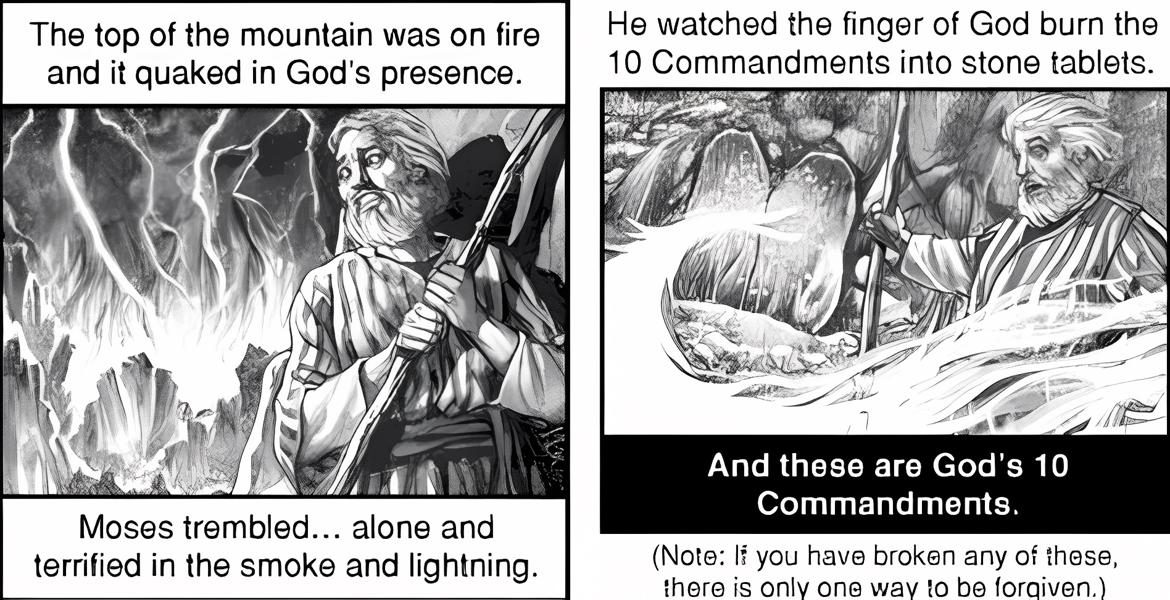 The top of the mountain was on fire
and it quaked in God's presence.
Moses trembled... alone and
terrified in the smoke and lightning.
He watched the finger of God burn the
10 Commandments into stone tablets.
And these are God's 10
Commandments.
(Note: If you have broken any of these,
there is only one way to be forgiven.)